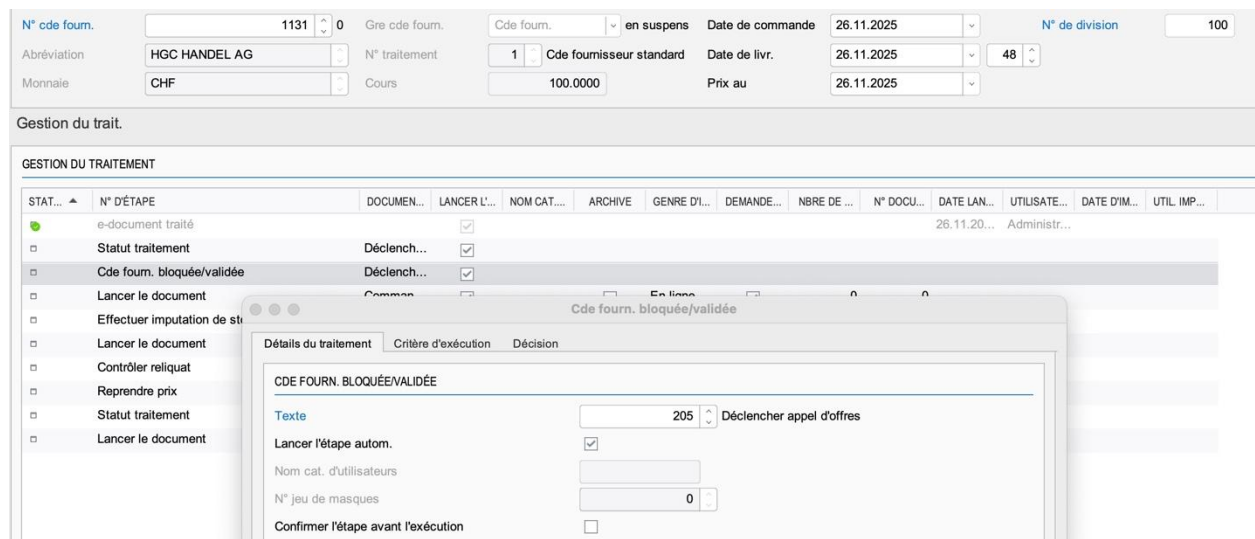 N° cde fourn. 1131 0 Gre cde fourn. Cde fourn. en suspens Date de commande 26.11.2025 N° de division 100
Abréviation HGC HANDEL AG N° traitement 1 Cde fournisseur standard Date de livr. 26.11.2025 48
Monnaie CHF Cours 100.0000 Prix au 26.11.2025
Gestion du trait.
GESTION DU TRAITEMENT
STAT... N° D'ÉTAPE DOCUMEN... LANCER L'... NOM CAT.... ARCHIVE GENRE D'I... DEMANDE... NBRE DE ... N° DOCU... DATE LAN... UTILISATE... DATE D'IM... UTIL. IMP...
e-document traité 26.11.20... Administr...
Statut traitement Déclench...
Cde fourn. bloquée/validée Déclench...
Lancer le document Comman... En ligne 0 0
Effectuer imputation de sto
Cde fourn. bloquée/validée
Lancer le document
Détails du traitement Critère d'exécution Décision
Contrôler reliquat
CDE FOURN. BLOQUÉE/VALIDÉE
Reprendre prix
Statut traitement
Texte 205 Déclencher appel d'offres
Lancer le document
Lancer l'étape autom.
Nom cat. d'utilisateurs
N° jeu de masques 0
Confirmer l'étape avant l'exécution